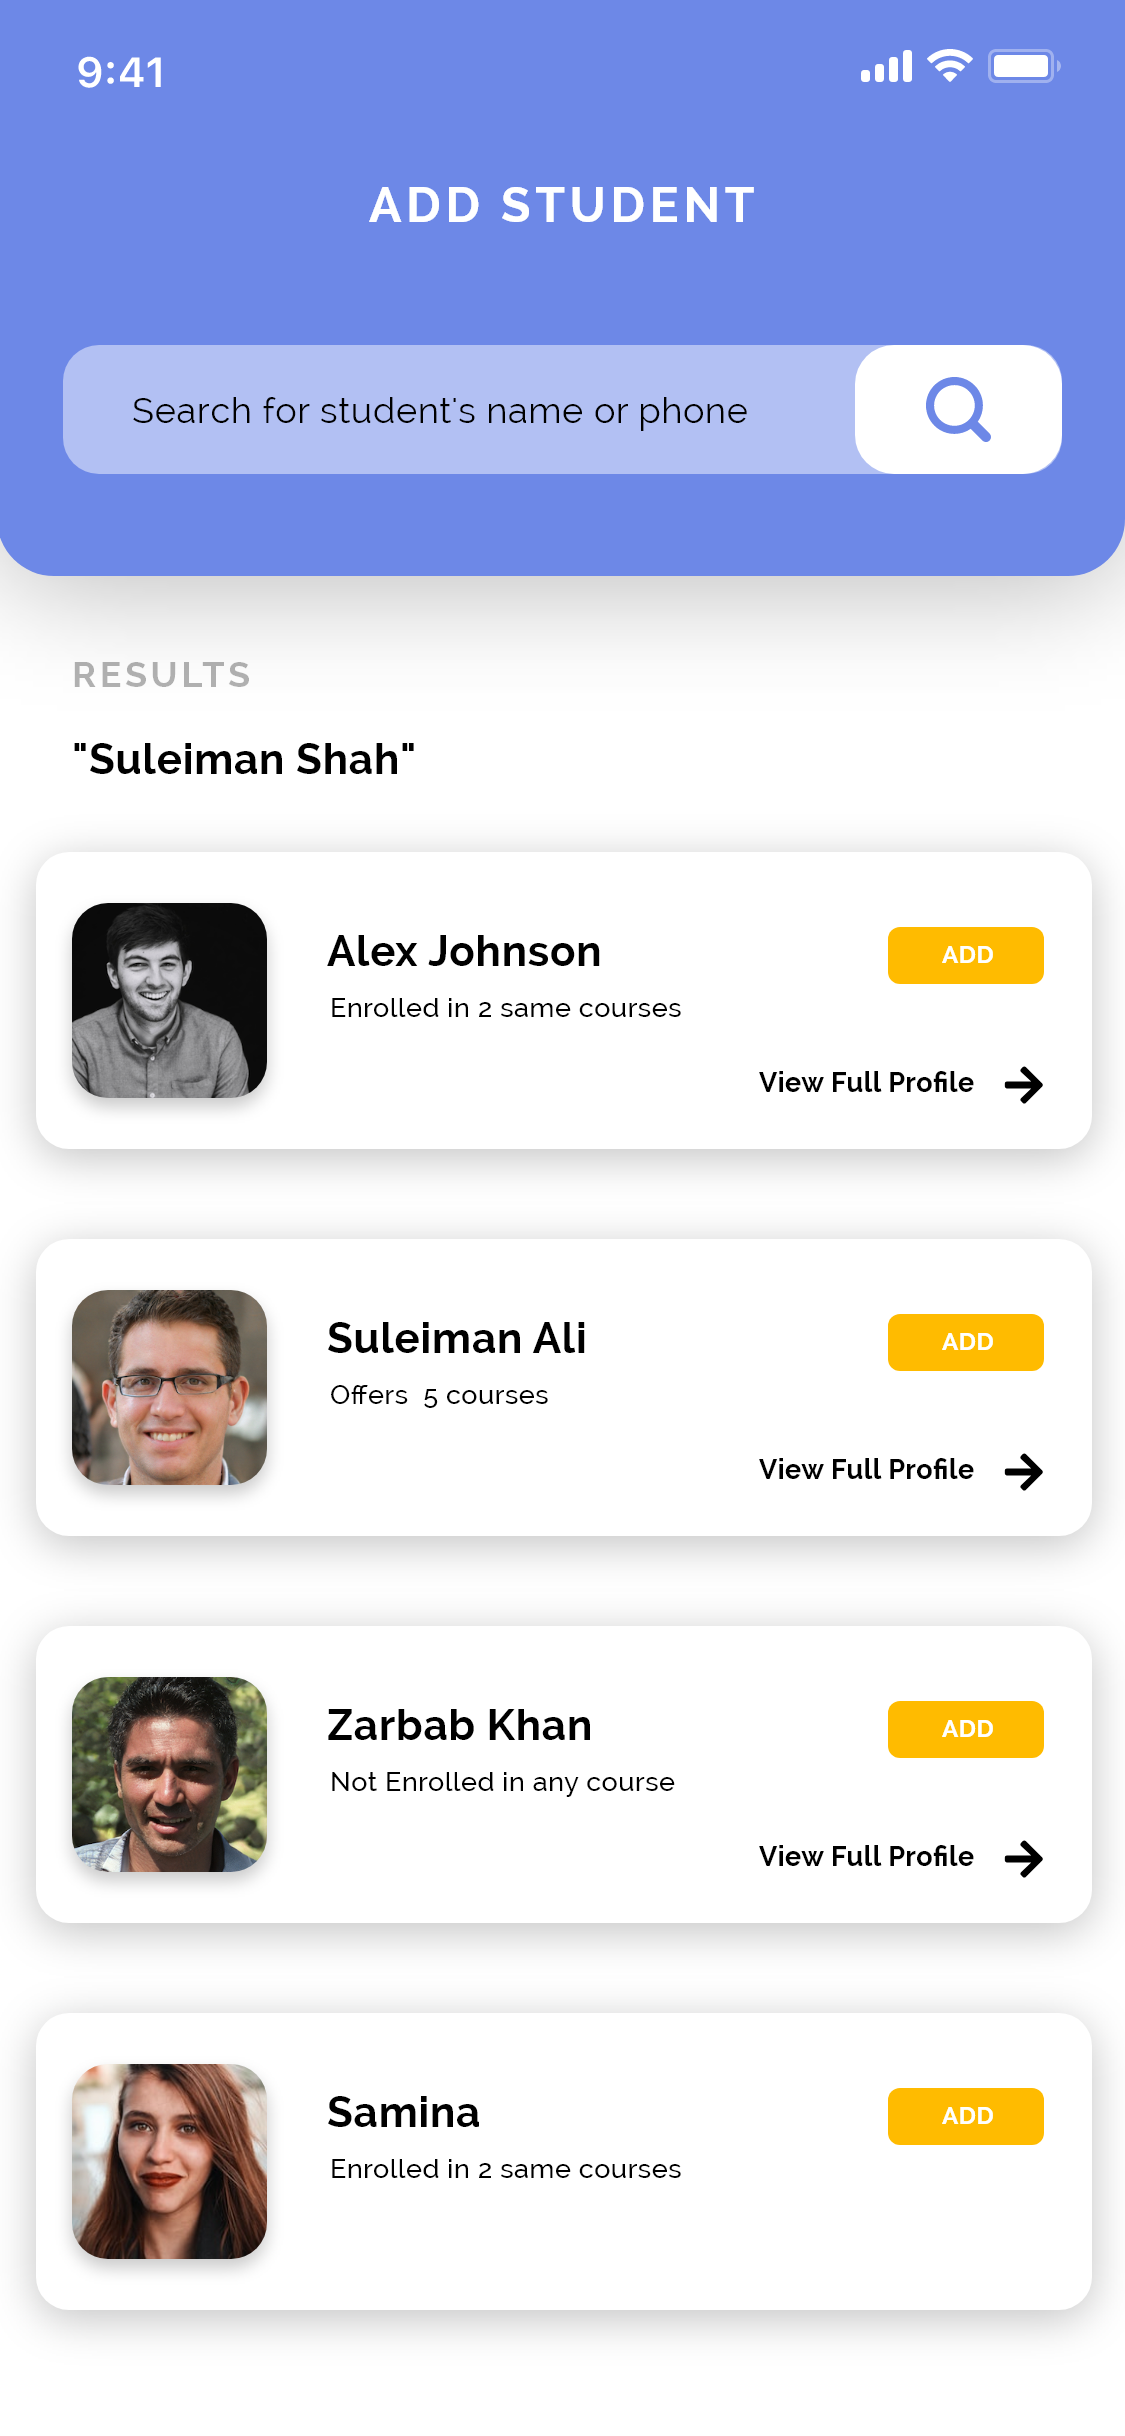 9:41
ADD STUDENT
Search for student's name or phone
RESULTS
"Suleiman Shah"
Alex Johnson
ADD
Enrolled in 2 same courses
View Full Profile
Suleiman Ali
ADD
Offers  5 courses
View Full Profile
Zarbab Khan
ADD
Not Enrolled in any course
View Full Profile
Samina
ADD
Enrolled in 2 same courses